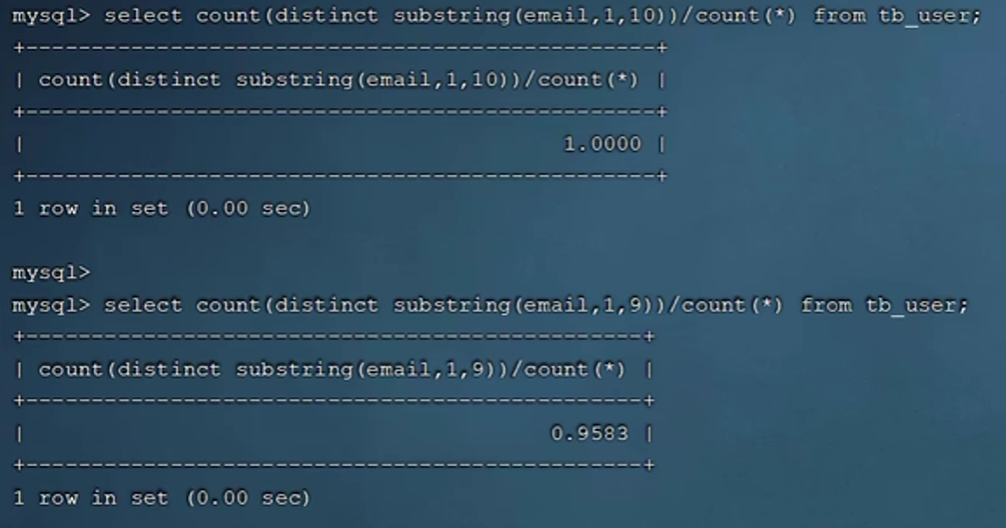 mysql> select count(distinct substring(email,1,10))/count(*) from tb_user;
+------------------------------------------------+
| count(distinct substring(email,1,10))/count(*) |
+------------------------------------------------+
|                                         1.0000 |
+------------------------------------------------+
1 row in set (0.00 sec)
mysql>
mysql> select count(distinct substring(email,1,9))/count(*) from tb_user;
+-----------------------------------------------+
| count(distinct substring(email,1,9))/count(*) |
+-----------------------------------------------+
|                                        0.9583 |
+-----------------------------------------------+
1 row in set (0.00 sec)